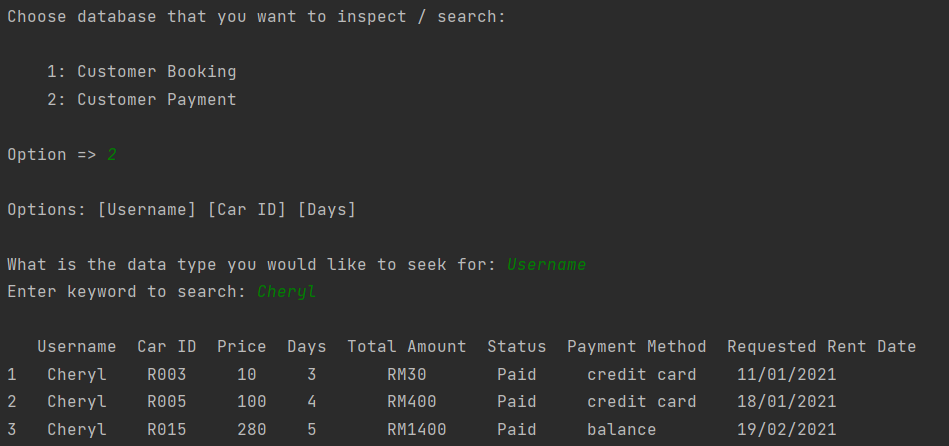 Choose database that you want to inspect / search:
1: Customer Booking
2: Customer Payment
Option => 2
Options: [Username] [Car ID] [Days]
What is the data type you would like to seek for: Username
Enter keyword to search: Cheryl
Username Car ID Price Days Total Amount Status Payment Method Requested Rent Date
1 Cheryl R003 10 3 RM30 Paid credit card 11/01/2021
2 Cheryl R005 100 4 RM400 Paid credit card 18/01/2021
3 Cheryl R015 280 5 RM1400 Paid balance 19/02/2021